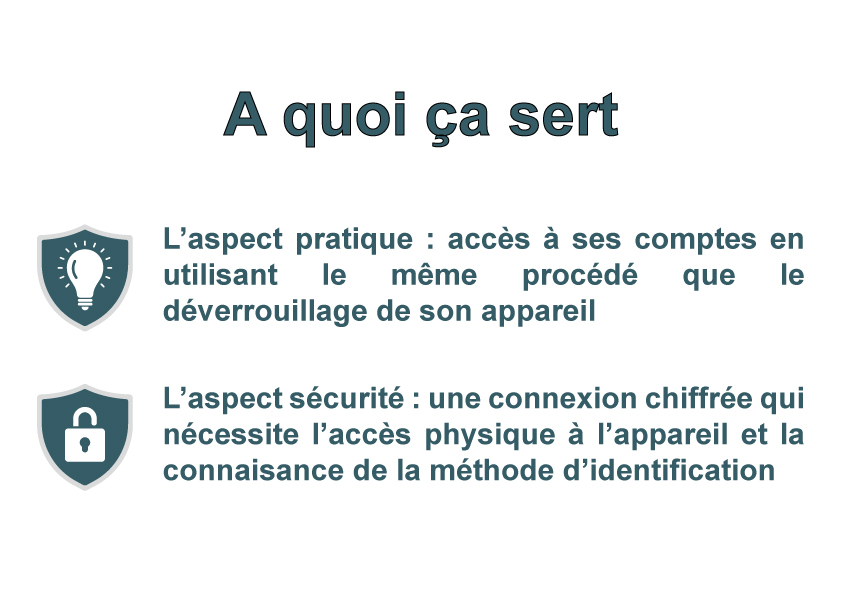 A quoi ça sert
L’aspect pratique : accès à ses comptes en
utilisant le même procédé que le
déverrouillage de son appareil
L’aspect sécurité : une connexion chiffrée qui
nécessite l’accès physique à l’appareil et la
connaisance de la méthode d’identification